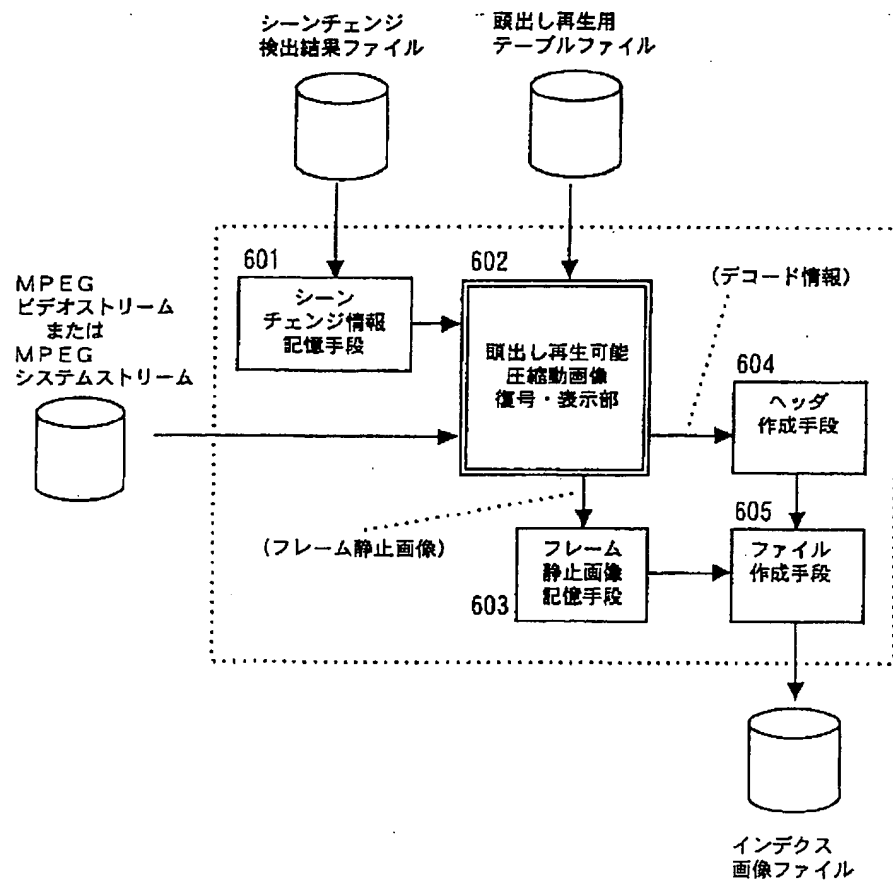 シーンチェンジ
検出結果ファイル
頭出し再生用
テーブルファイル
601
シーン
チェンジ情報
記憶手段
602
頭出し再生可能
圧縮動画像
復号・表示部
(デコード情報)
MPEG
ビデオストリーム
または
MPEG
システムストリーム
604
ヘッダ
作成手段
(フレーム静止画像)
603
フレーム
静止画像
記憶手段
605
ファイル
作成手段
インデクス
画像ファイル